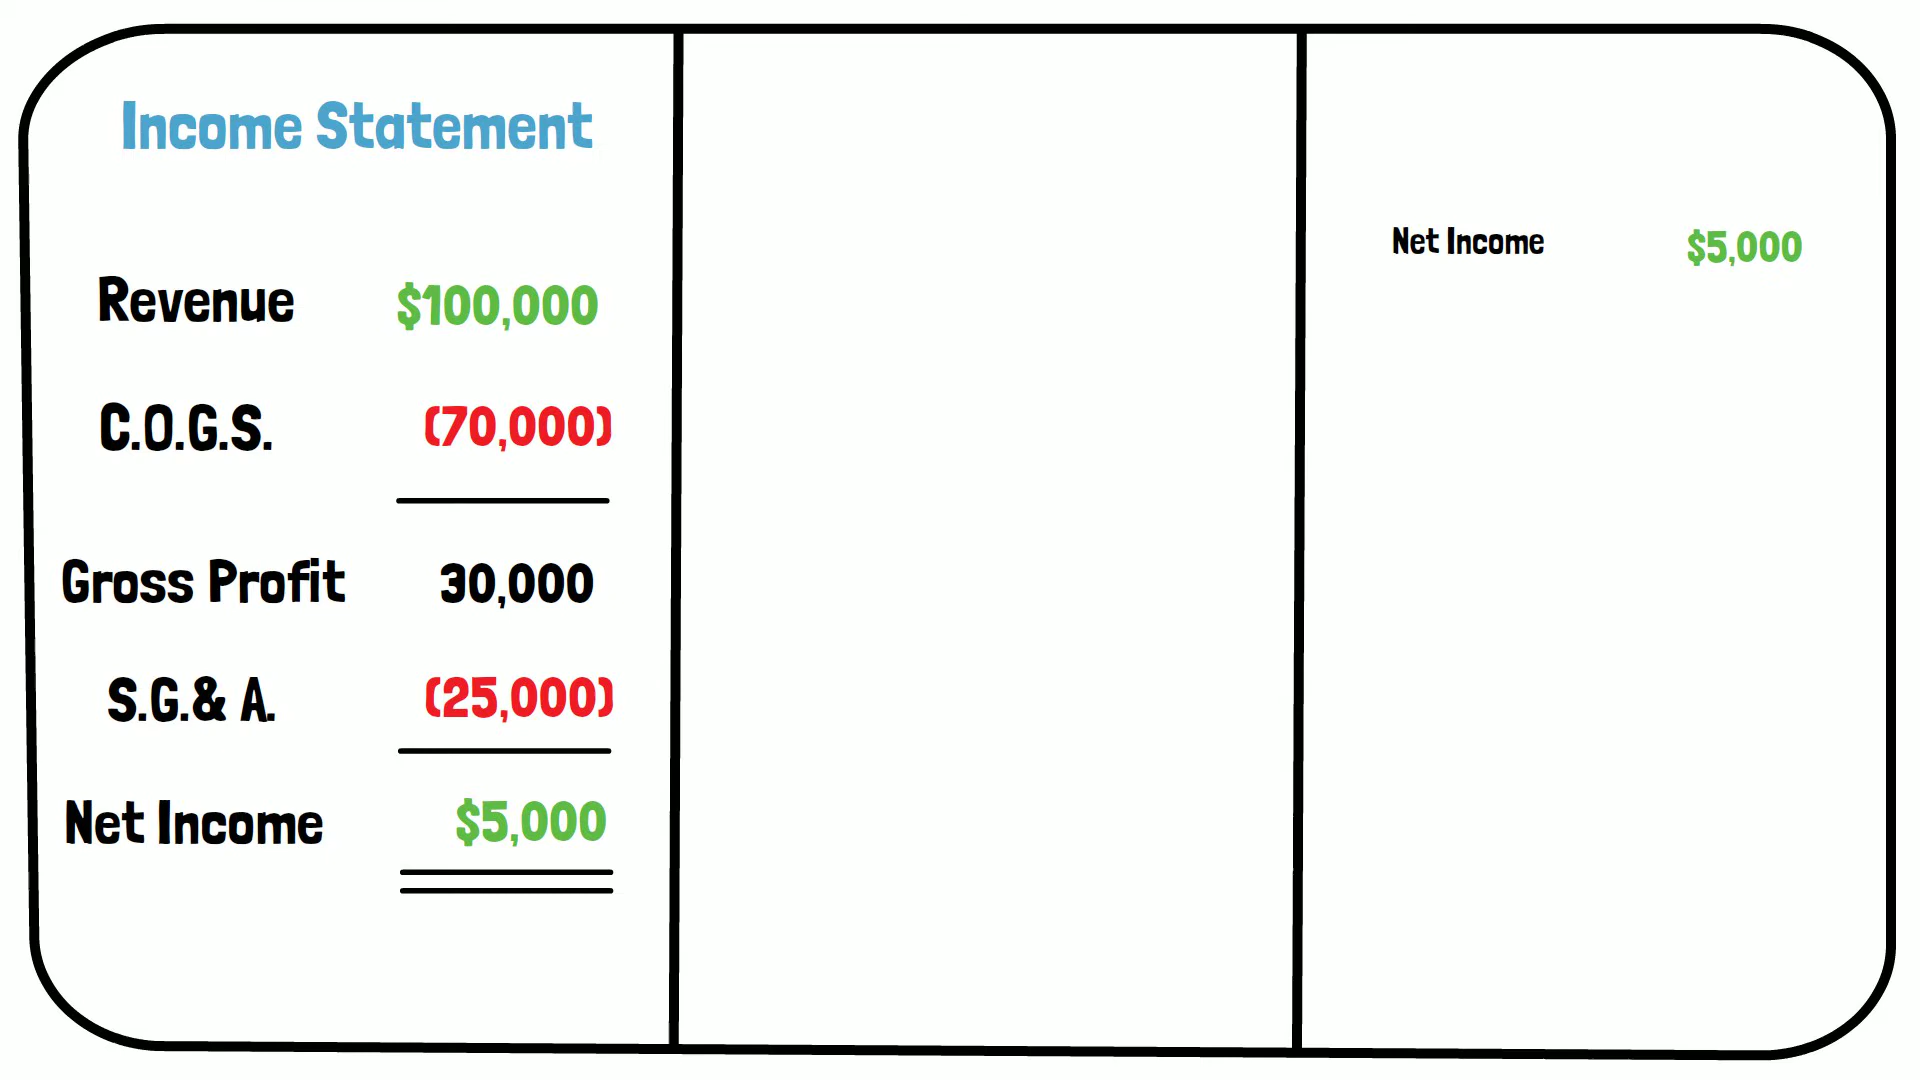 Income Statement
Revenue $100,000
C.O.G.S. (70,000)
Gross Profit 30,000
S.G.& A. (25,000)
Net Income $5,000
Net Income $5,000